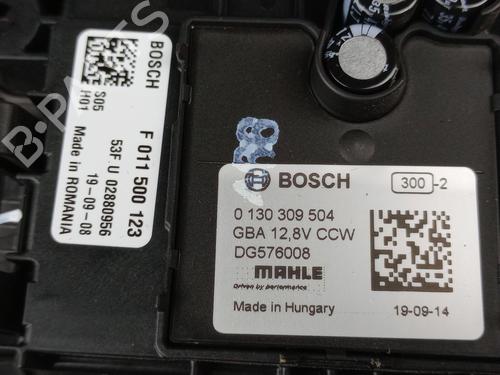 BOSCH
S05
H01
F 011 500 123
53F.U 02880956
19-09-08
Made in ROMANIA
BOSCH
300 -2
0 130 309 504
GBA 12,8V CCW
DG576008
MAHLE
Driven by performance
Made in Hungary
19-09-14
B-PARTS